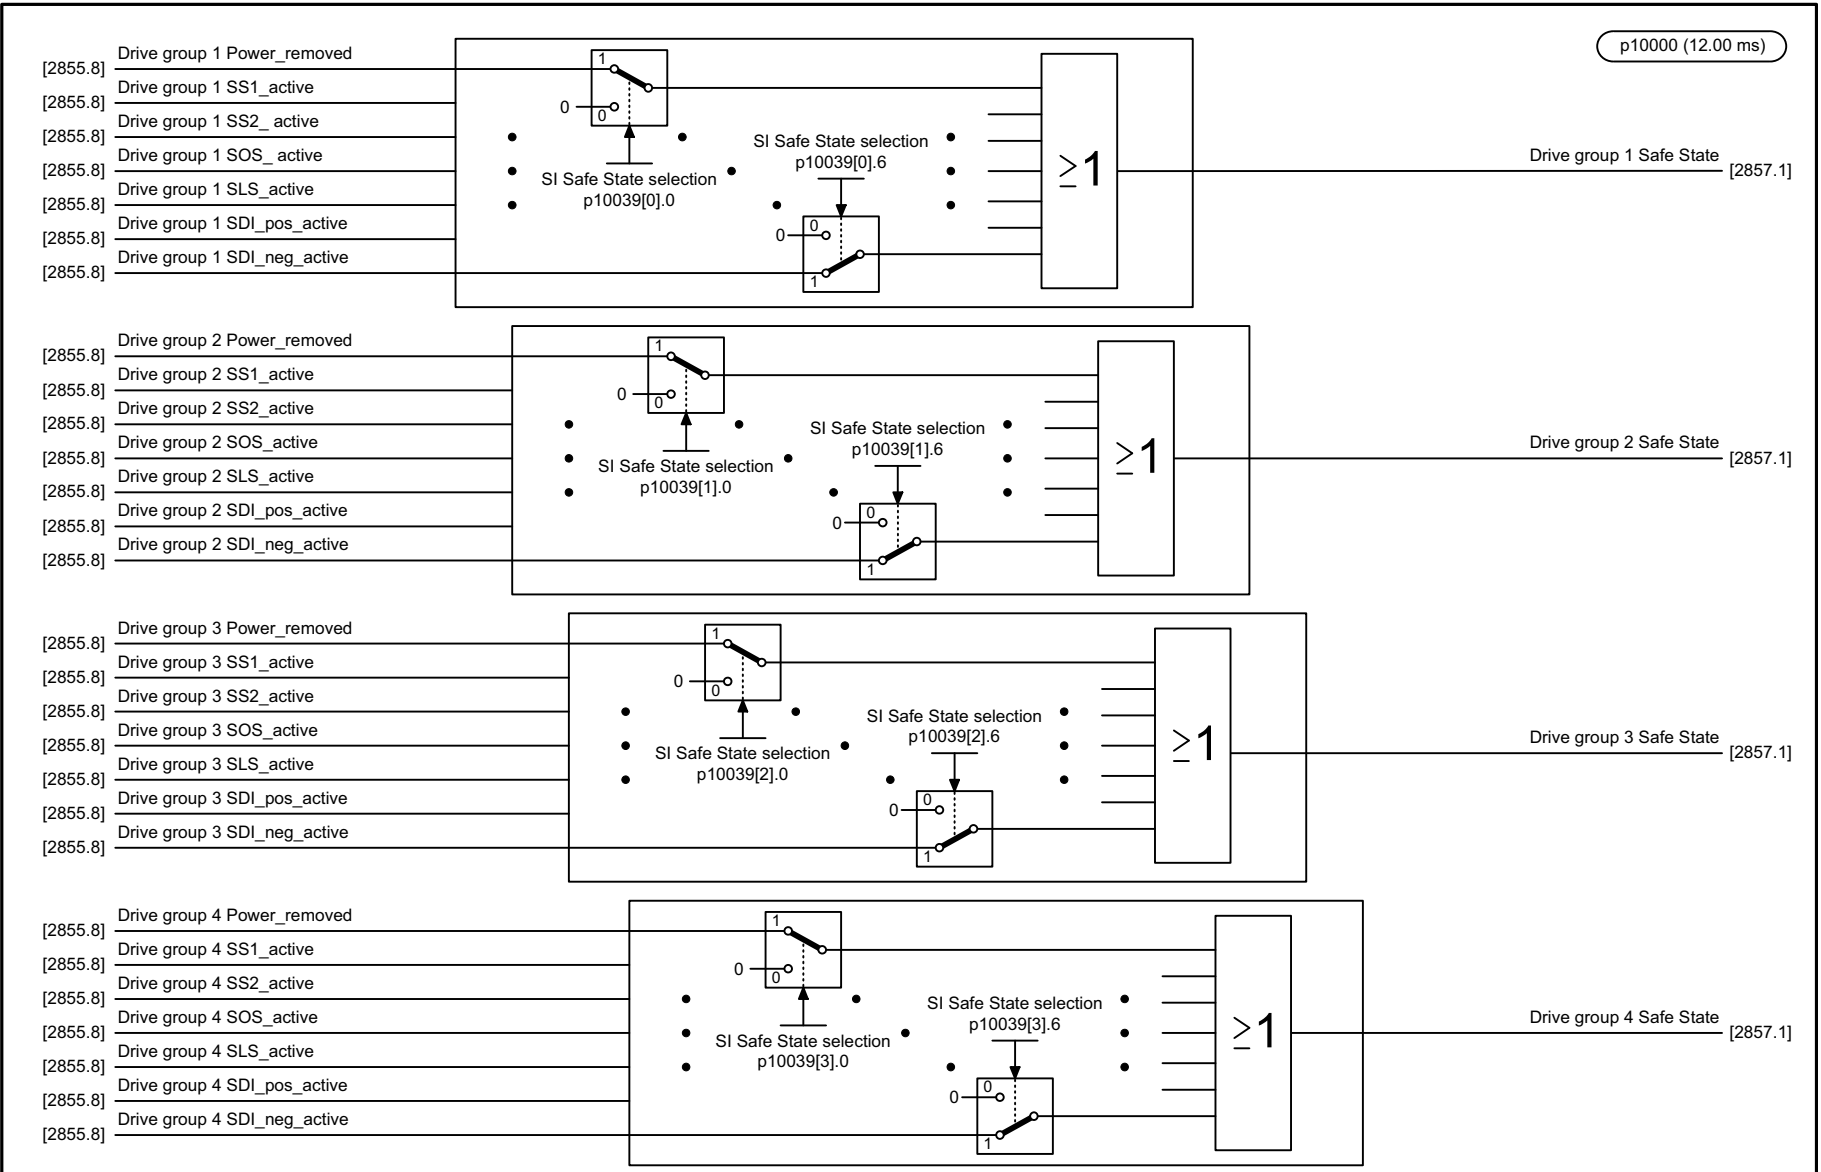 p10000 (12.00 ms)
Drive group 1 Power_removed
[2855.8]
Drive group 1 SS1_active
[2855.8]
Drive group 1 SS2_ active
[2855.8]
Drive group 1 SOS_ active
[2855.8]
Drive group 1 SLS_active
[2855.8]
Drive group 1 SDI_pos_active
[2855.8]
Drive group 1 SDI_neg_active
[2855.8]
1
0
0
SI Safe State selection
p10039[0].0
SI Safe State selection
p10039[0].6
0
0
1
≥1
Drive group 1 Safe State
[2857.1]
Drive group 2 Power_removed
[2855.8]
Drive group 2 SS1_active
[2855.8]
Drive group 2 SS2_active
[2855.8]
Drive group 2 SOS_active
[2855.8]
Drive group 2 SLS_active
[2855.8]
Drive group 2 SDI_pos_active
[2855.8]
Drive group 2 SDI_neg_active
[2855.8]
1
0
0
SI Safe State selection
p10039[1].0
SI Safe State selection
p10039[1].6
0
0
1
≥1
Drive group 2 Safe State
[2857.1]
Drive group 3 Power_removed
[2855.8]
Drive group 3 SS1_active
[2855.8]
Drive group 3 SS2_active
[2855.8]
Drive group 3 SOS_active
[2855.8]
Drive group 3 SLS_active
[2855.8]
Drive group 3 SDI_pos_active
[2855.8]
Drive group 3 SDI_neg_active
[2855.8]
1
0
0
SI Safe State selection
p10039[2].0
SI Safe State selection
p10039[2].6
0
0
1
≥1
Drive group 3 Safe State
[2857.1]
Drive group 4 Power_removed
[2855.8]
Drive group 4 SS1_active
[2855.8]
Drive group 4 SS2_active
[2855.8]
Drive group 4 SOS_active
[2855.8]
Drive group 4 SLS_active
[2855.8]
Drive group 4 SDI_pos_active
[2855.8]
Drive group 4 SDI_neg_active
[2855.8]
1
0
0
SI Safe State selection
p10039[3].0
SI Safe State selection
p10039[3].6
0
0
1
≥1
Drive group 4 Safe State
[2857.1]